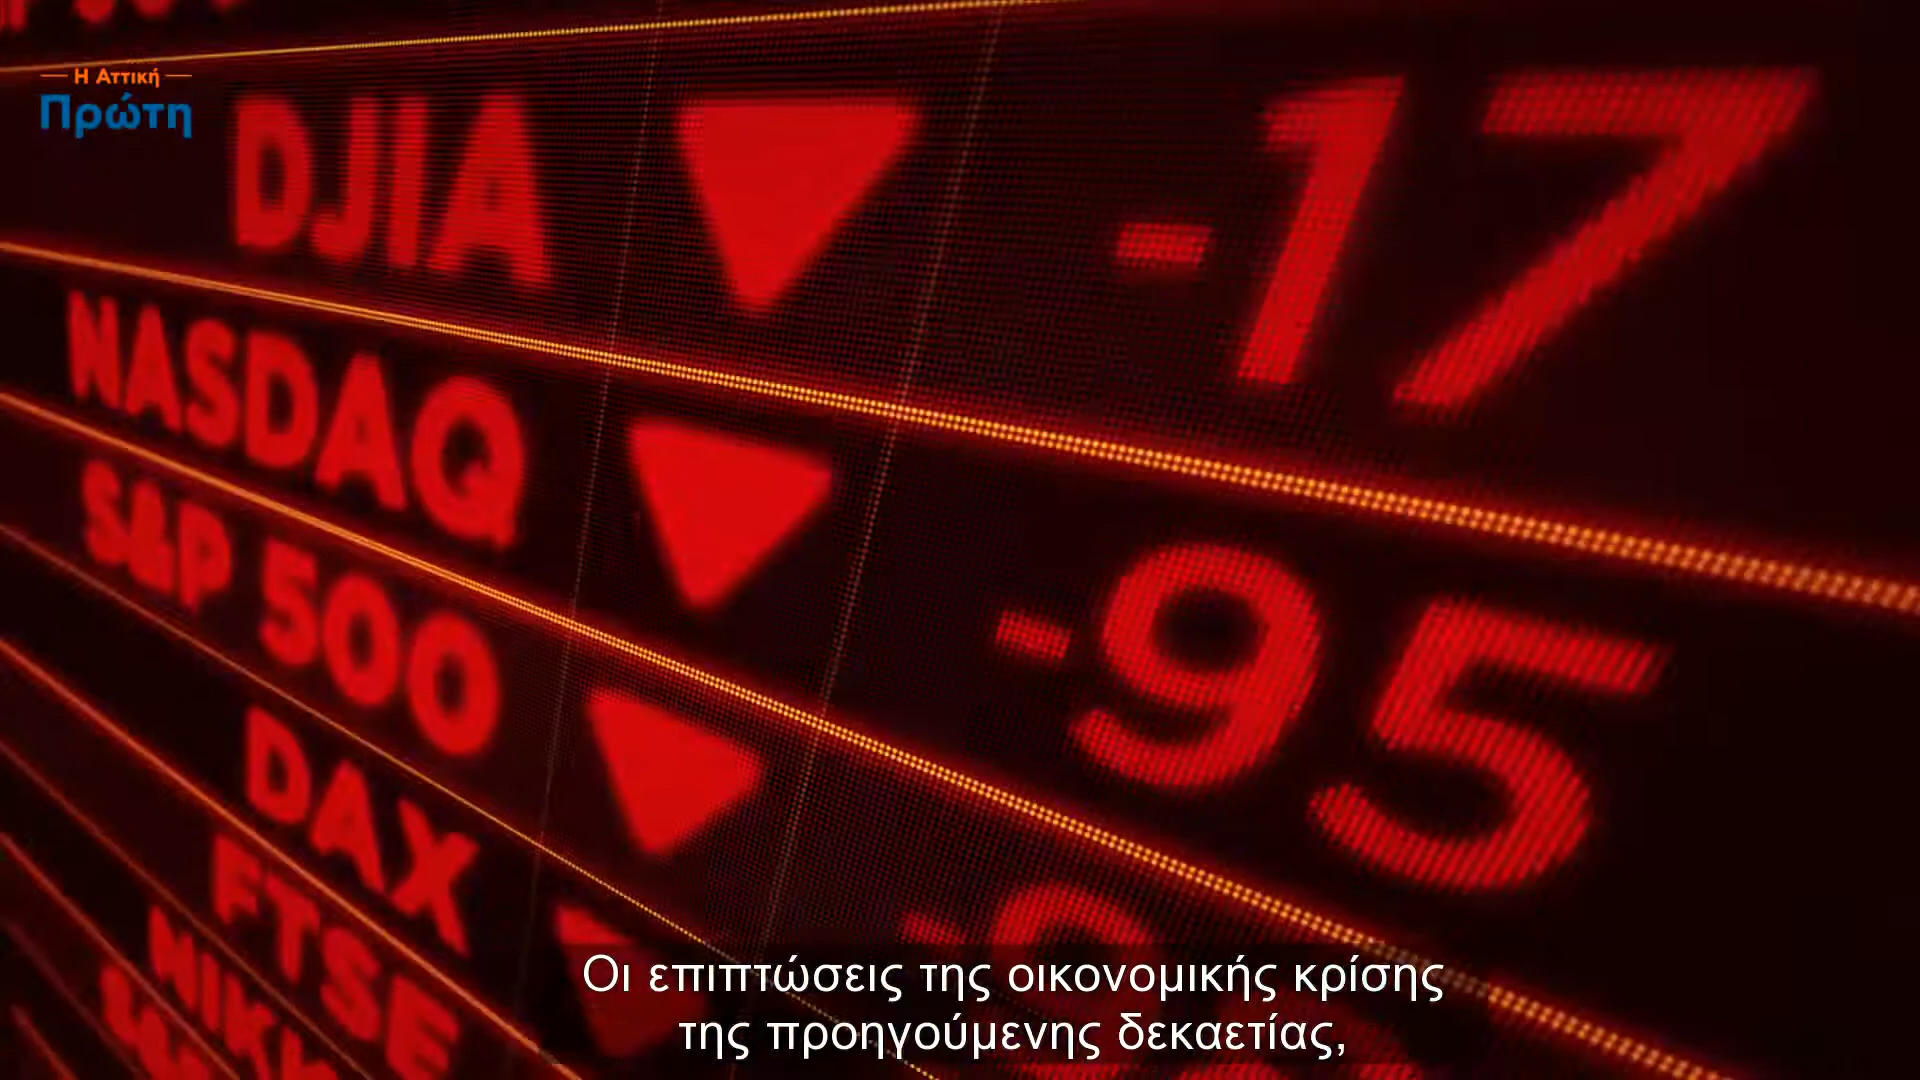 Η Αττική
Πρώτη
DJIA -17
NASDAQ -95
S&P 500
DAX
FTSE
Οι επιπτώσεις της οικονομικής κρίσης
της προηγούμενης δεκαετίας,